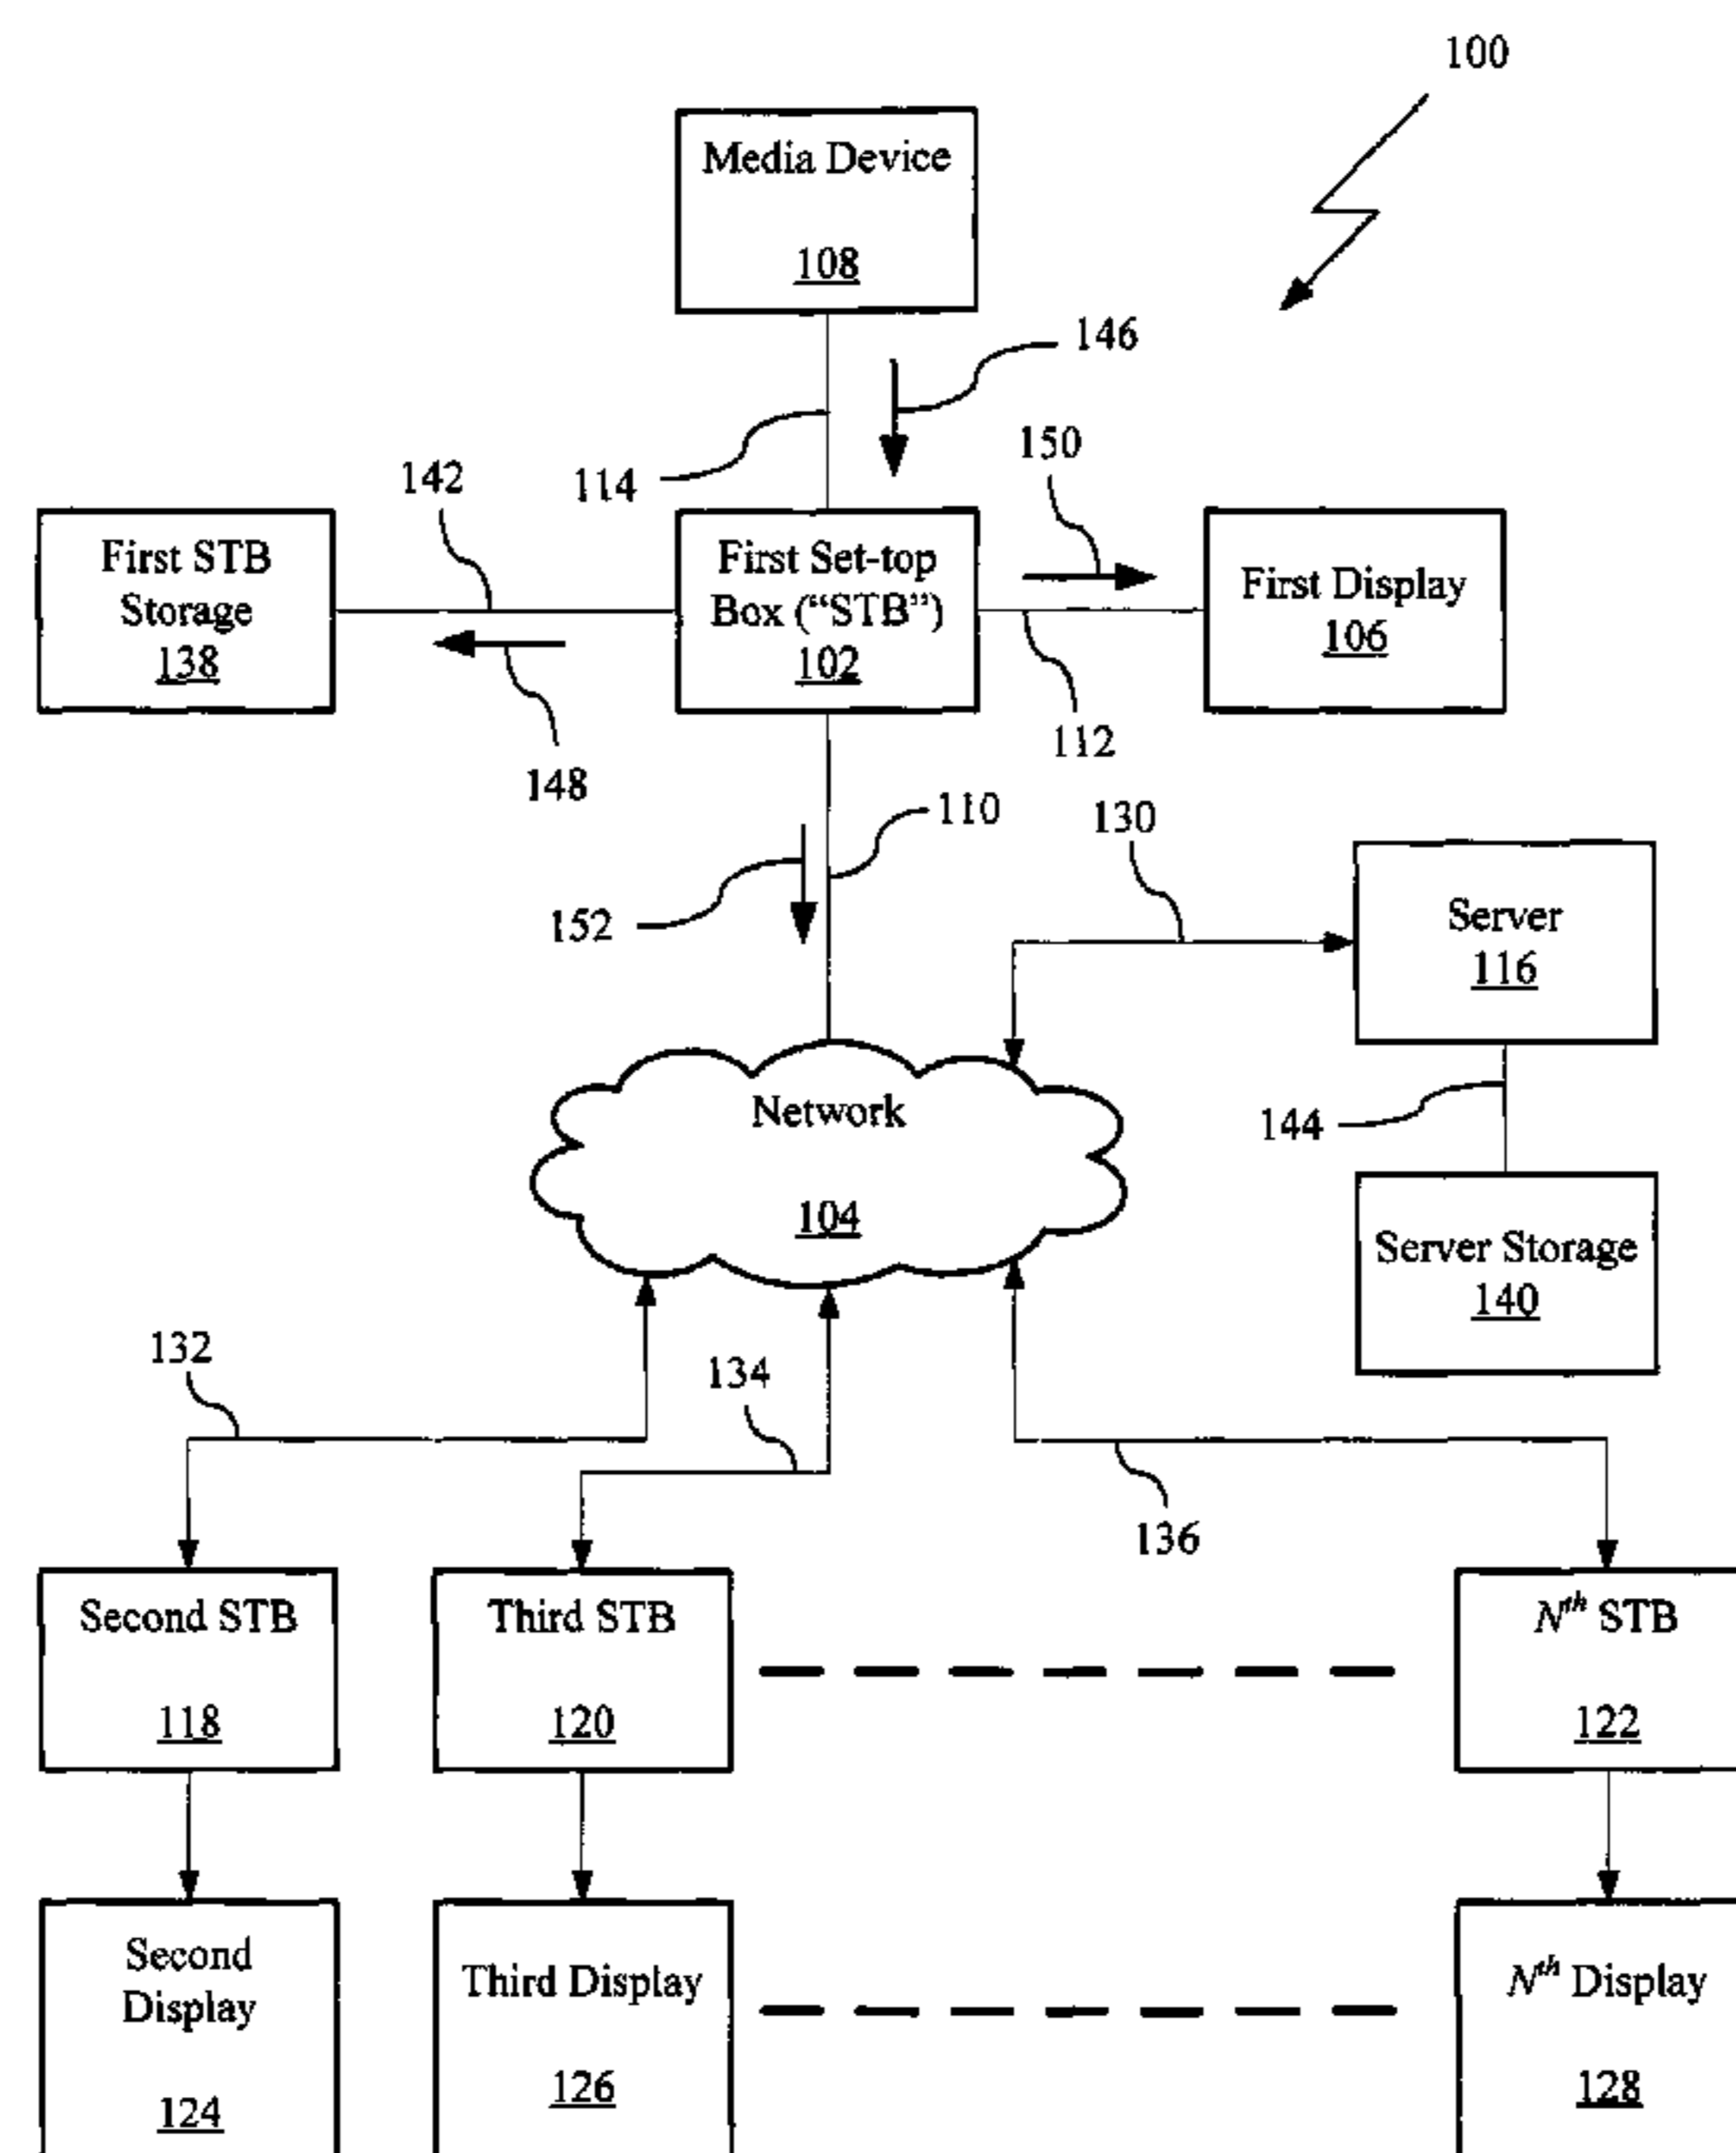 100
Media Device
108
146
114
150
142
First STB
Storage
138
First Set-top
Box (“STB”)
102
First Display
106
112
148
110
130
152
Server
116
Network
104
144
Server Storage
140
132
134
136
Second STB
118
Third STB
120
Nth STB
122
Second
Display
124
Third Display
126
Nth Display
128